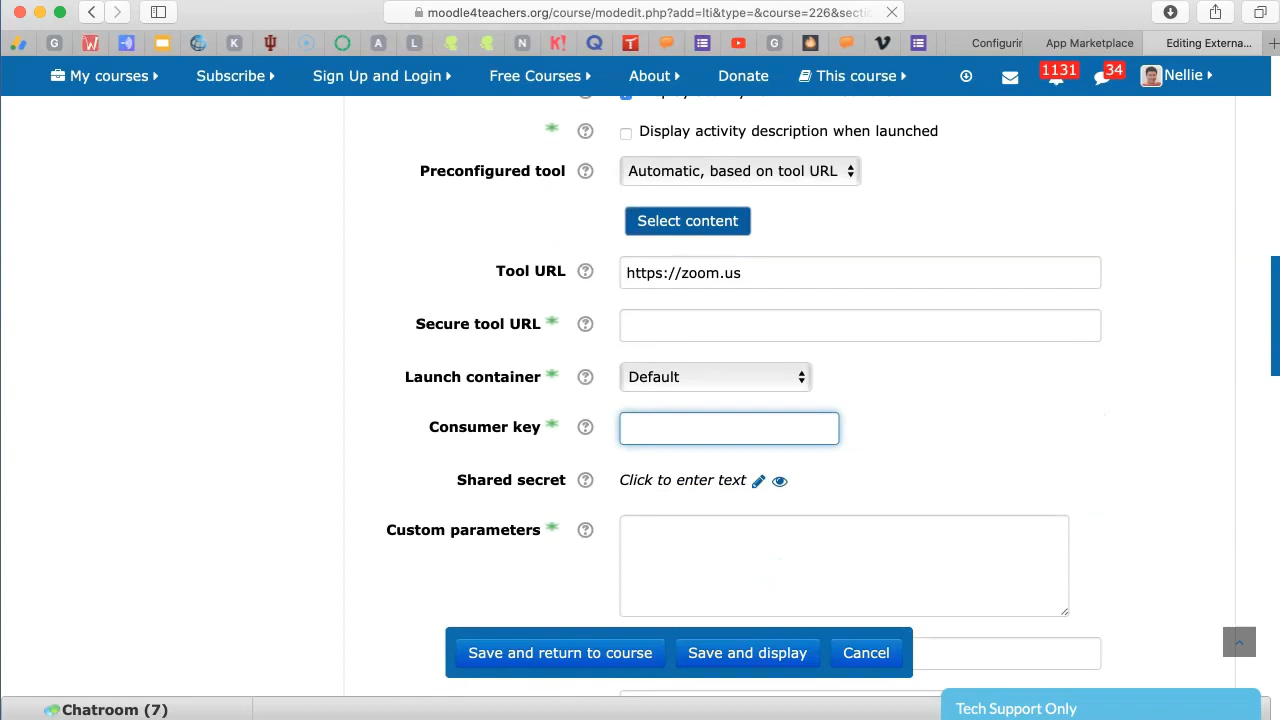 moodle4teachers.org/course/modedit.php?add=lti&type=&course=226&secti
Configurin
App Marketplace
Editing Externa...
My courses
Subscribe
Sign Up and Login
Free Courses
About
Donate
This course
1131
34
Nellie
Display activity description when launched
Preconfigured tool
Automatic, based on tool URL
Select content
Tool URL
https://zoom.us
Secure tool URL
Launch container
Default
Consumer key
Shared secret
Click to enter text
Custom parameters
Save and return to course
Save and display
Cancel
Chatroom (7)
Tech Support Only